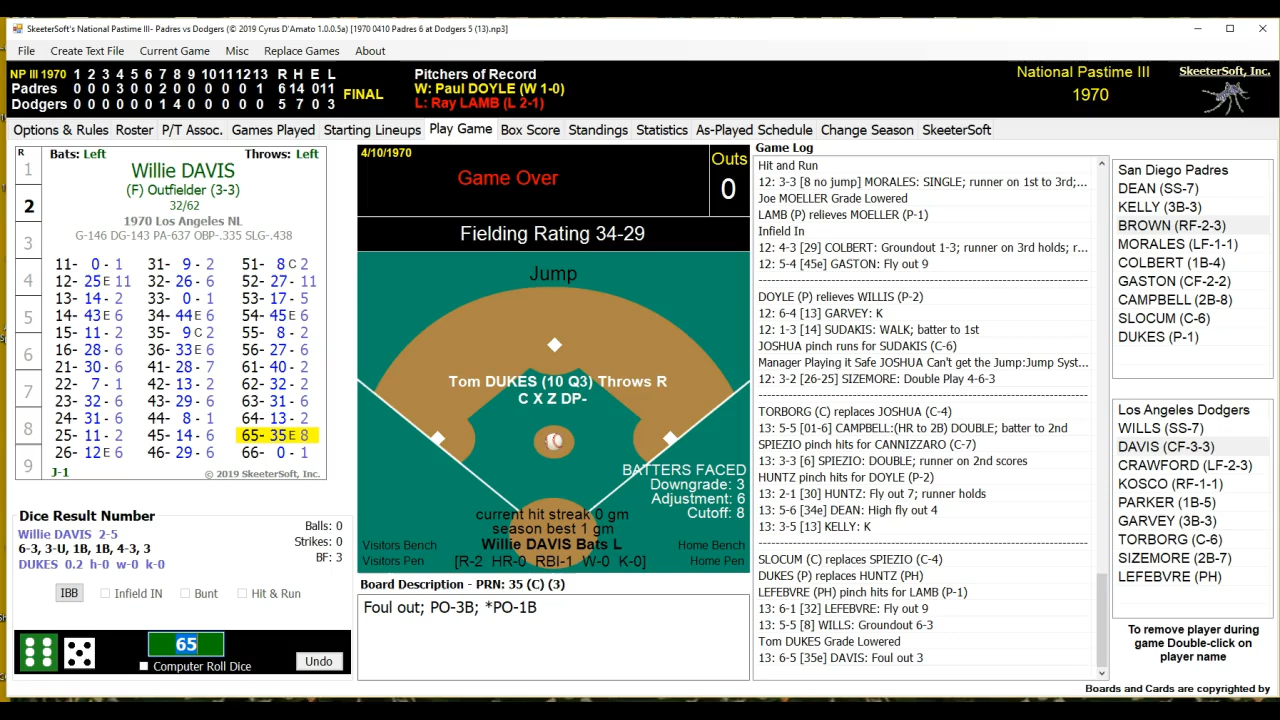 SkeeterSoft's National Pastime III- Padres vs Dodgers (© 2019 Cyrus D'Amato 1.0.0.5a) [1970 0410 Padres 6 at Dodgers 5 (13).np3]
File Create Text File Current Game Misc Replace Games About
NP III 1970 1 2 3 4 5 6 7 8 9 10 11 12 13 R H E L
Padres 0 0 0 3 0 0 2 0 0 0 0 0 1 6 14 0 11
Dodgers 0 0 0 0 0 0 1 4 0 0 0 0 0 5 7 0 3
FINAL
Pitchers of Record
W: Paul DOYLE (W 1-0)
L: Ray LAMB (L 2-1)
National Pastime III
1970
SkeeterSoft, Inc.
Options & Rules Roster P/T Assoc. Games Played Starting Lineups Play Game Box Score Standings Statistics As-Played Schedule Change Season SkeeterSoft
R
1
2
3
4
5
6
7
8
9
Bats: Left Throws: Left
Willie DAVIS
(F) Outfielder (3-3)
32/62
1970 Los Angeles NL
G-146 DG-143 PA-637 OBP-.335 SLG-.438
11- 0 - 1 31- 9 - 2 51- 8 C 2
12- 25 E 11 32- 26 - 6 52- 27 - 11
13- 14 - 2 33- 0 - 1 53- 17 - 5
14- 43 E 6 34- 44 E 6 54- 45 E 6
15- 11 - 2 35- 9 C 2 55- 8 - 2
16- 28 - 6 36- 33 E 6 56- 27 - 6
21- 30 - 6 41- 28 - 7 61- 40 - 2
22- 7 - 1 42- 13 - 2 62- 32 - 2
23- 32 - 6 43- 29 - 6 63- 31 - 6
24- 31 - 6 44- 8 - 1 64- 13 - 2
25- 11 - 2 45- 14 - 6 65- 35 E 8
26- 12 E 6 46- 29 - 6 66- 0 - 1
J-1 © 2019 SkeeterSoft, Inc.
Dice Result Number
Willie DAVIS 2-5
6-3, 3-U, 1B, 1B, 4-3, 3
DUKES 0.2 h-0 w-0 k-0
Balls: 0
Strikes: 0
BF: 3
IBB Infield IN Bunt Hit & Run
65
Computer Roll Dice
Undo
4/10/1970
Game Over
Outs
0
Fielding Rating 34-29
Jump
Tom DUKES (10 Q3) Throws R
C X Z DP-
BATTERS FACED
Downgrade: 3
Adjustment: 6
Cutoff: 8
current hit streak 0 gm
season best 1 gm
Willie DAVIS Bats L
[R-2 HR-0 RBI-1 W-0 K-0]
Visitors Bench
Visitors Pen
Home Bench
Home Pen
Board Description - PRN: 35 (C) (3)
Foul out; PO-3B; *PO-1B
Game Log
Hit and Run
12: 3-3 [8 no jump] MORALES: SINGLE; runner on 1st to 3rd;...
Joe MOELLER Grade Lowered
LAMB (P) relieves MOELLER (P-1)
Infield In
12: 4-3 [29] COLBERT: Groundout 1-3; runner on 3rd holds; r...
12: 5-4 [45e] GASTON: Fly out 9
DOYLE (P) relieves WILLIS (P-2)
12: 6-4 [13] GARVEY: K
12: 1-3 [14] SUDAKIS: WALK; batter to 1st
JOSHUA pinch runs for SUDAKIS (C-6)
Manager Playing it Safe JOSHUA Can't get the Jump:Jump Syst...
12: 3-2 [26-25] SIZEMORE: Double Play 4-6-3
TORBORG (C) replaces JOSHUA (C-4)
13: 5-5 [01-6] CAMPBELL:(HR to 2B) DOUBLE; batter to 2nd
SPIEZIO pinch hits for CANNIZZARO (C-7)
13: 3-3 [6] SPIEZIO: DOUBLE; runner on 2nd scores
HUNTZ pinch hits for DOYLE (P-2)
13: 2-1 [30] HUNTZ: Fly out 7; runner holds
13: 5-6 [34e] DEAN: High fly out 4
13: 3-5 [13] KELLY: K
SLOCUM (C) replaces SPIEZIO (C-4)
DUKES (P) replaces HUNTZ (PH)
LEFEBVRE (PH) pinch hits for LAMB (P-1)
13: 6-1 [32] LEFEBVRE: Fly out 9
13: 5-5 [8] WILLS: Groundout 6-3
Tom DUKES Grade Lowered
13: 6-5 [35e] DAVIS: Foul out 3
San Diego Padres
DEAN (SS-7)
KELLY (3B-3)
BROWN (RF-2-3)
MORALES (LF-1-1)
COLBERT (1B-4)
GASTON (CF-2-2)
CAMPBELL (2B-8)
SLOCUM (C-6)
DUKES (P-1)
Los Angeles Dodgers
WILLS (SS-7)
DAVIS (CF-3-3)
CRAWFORD (LF-2-3)
KOSCO (RF-1-1)
PARKER (1B-5)
GARVEY (3B-3)
TORBORG (C-6)
SIZEMORE (2B-7)
LEFEBVRE (PH)
To remove player during
game Double-click on
player name
Boards and Cards are copyrighted by